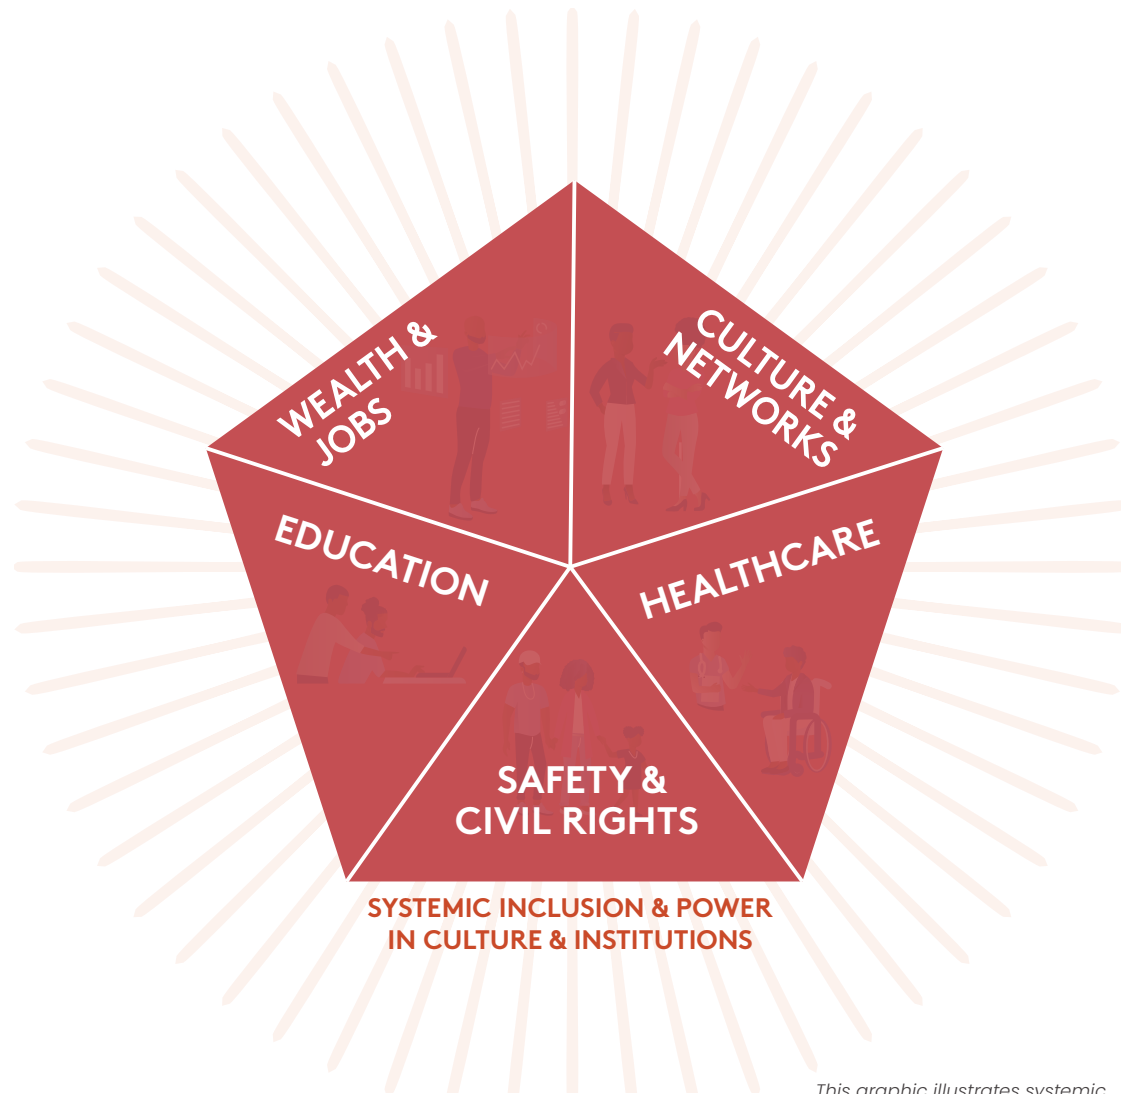 WEALTH &
JOBS
CULTURE &
NETWORKS
EDUCATION
HEALTHCARE
SAFETY &
CIVIL RIGHTS
SYSTEMIC INCLUSION & POWER
IN CULTURE & INSTITUTIONS
This graphic illustrates systemic